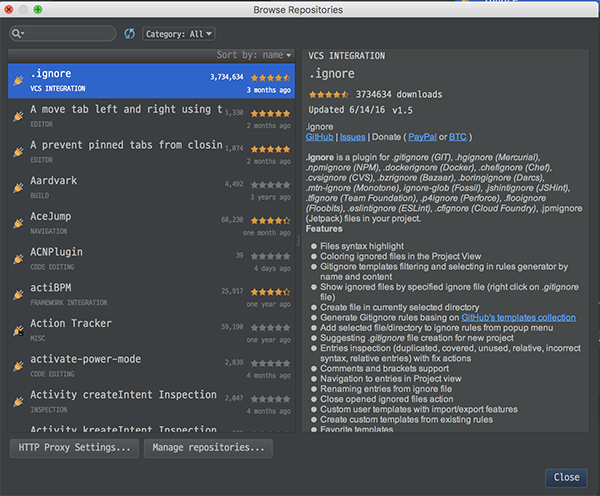 Browse Repositories
Category: All
Sort by: name
.ignore
3,734,634
VCS INTEGRATION
3 months ago
A move tab left and right using t
1,330
EDITOR
2 months ago
A prevent pinned tabs from closin
1,074
EDITOR
2 months ago
Aardvark
4,492
BUILD
3 years ago
AceJump
60,230
NAVIGATION
one month ago
ACNPlugin
39
CODE EDITING
4 days ago
actiBPM
25,917
FRAMEWORK INTEGRATION
one year ago
Action Tracker
59,190
MISC
one year ago
activate-power-mode
2,839
CODE EDITING
4 months ago
Activity createIntent Inspection
2,047
INSPECTION
4 months ago
HTTP Proxy Settings...
Manage repositories...
VCS INTEGRATION
.ignore
3734634 downloads
Updated 6/14/16 v1.5
.ignore
GitHub | Issues | Donate ( PayPal or BTC )
.ignore is a plugin for .gitignore (GIT), .hgignore (Mercurial),
.npmignore (NPM), .dockerignore (Docker), .chefignore (Chef),
.cvsignore (CVS), .bzrignore (Bazaar), .boringignore (Darcs),
.mtn-ignore (Monotone), ignore-glob (Fossil), .jshintignore (JSHint),
.tfignore (Team Foundation), .p4ignore (Perforce), .flooignore
(Floobits), .eslintignore (ESLint), .cfignore (Cloud Foundry), .jpmignore
(Jetpack) files in your project.
Features
● Files syntax highlight
● Coloring ignored files in the Project View
● Gitignore templates filtering and selecting in rules generator by
name and content
● Show ignored files by specified ignore file (right click on .gitignore
file)
● Create file in currently selected directory
● Generate Gitignore rules basing on GitHub's templates collection
● Add selected file/directory to ignore rules from popup menu
● Suggesting .gitignore file creation for new project
● Entries inspection (duplicated, covered, unused, relative, incorrect
syntax, relative entries) with fix actions
● Comments and brackets support
● Navigation to entries in Project view
● Renaming entries from ignore file
● Close opened ignored files action
● Custom user templates with import/export features
● Create custom templates from existing rules
● Favorite templates
Close